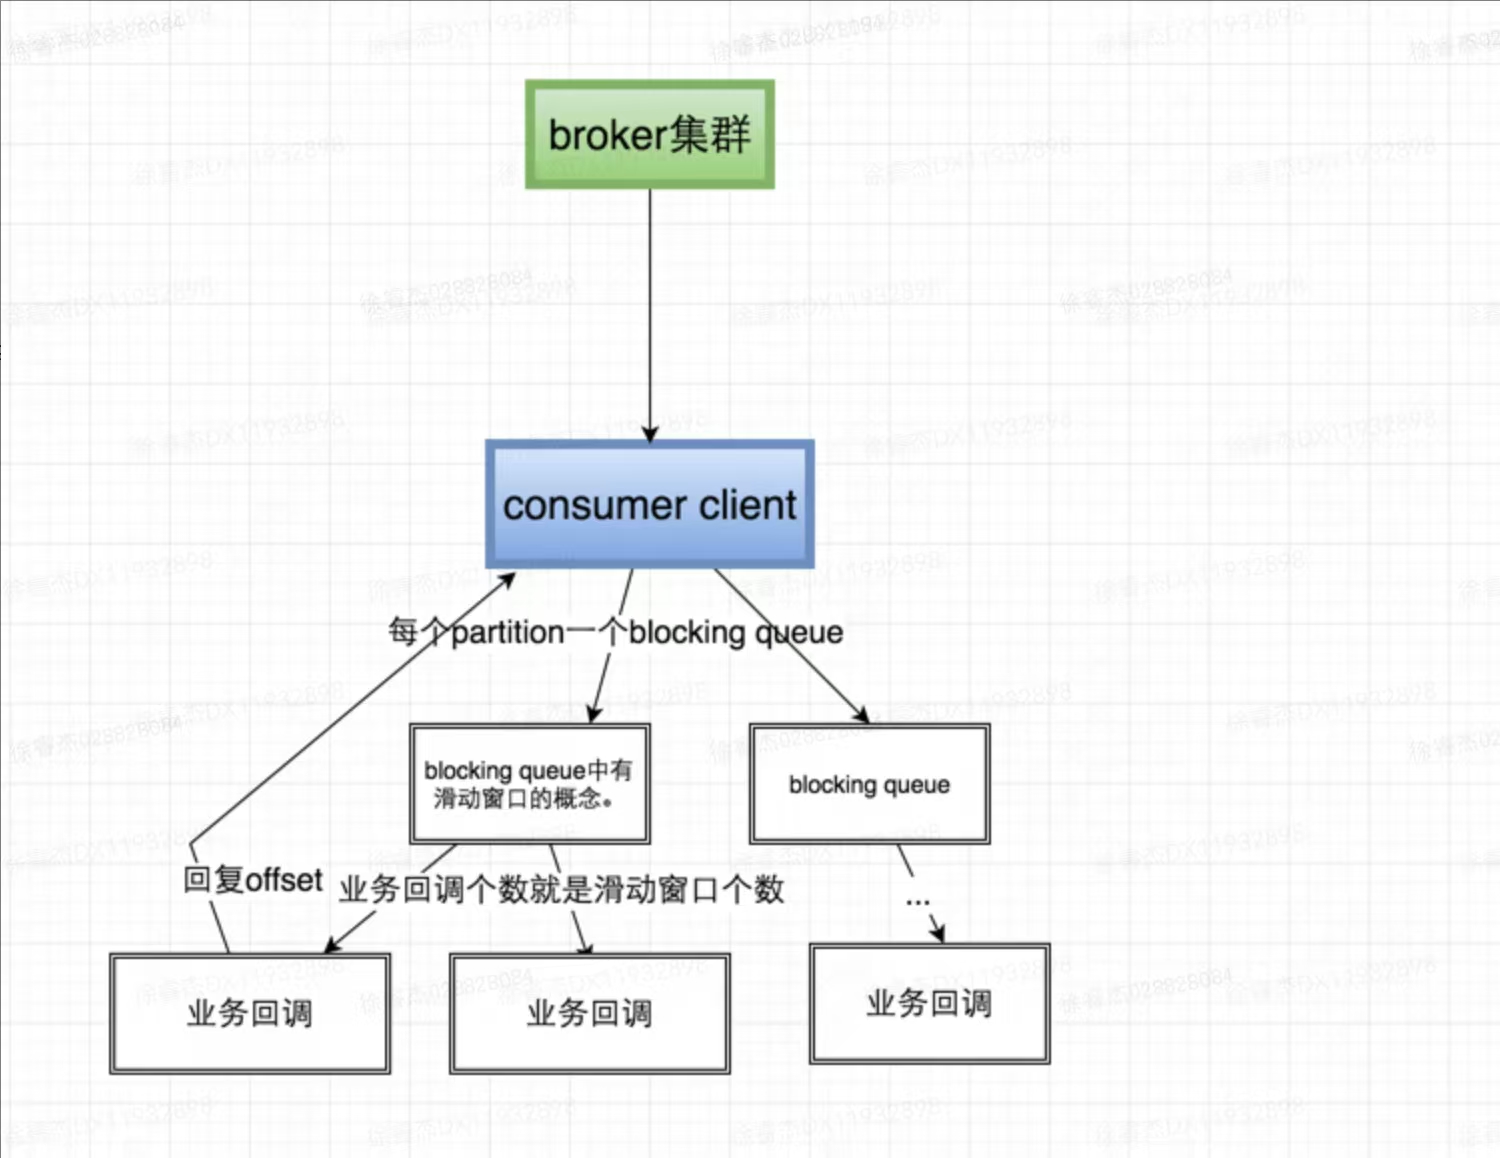 broker集群
consumer client
每个partition一个blocking queue
blocking queue中有
滑动窗口的概念。
blocking queue
回复offset
业务回调个数就是滑动窗口个数
...
业务回调
业务回调
业务回调